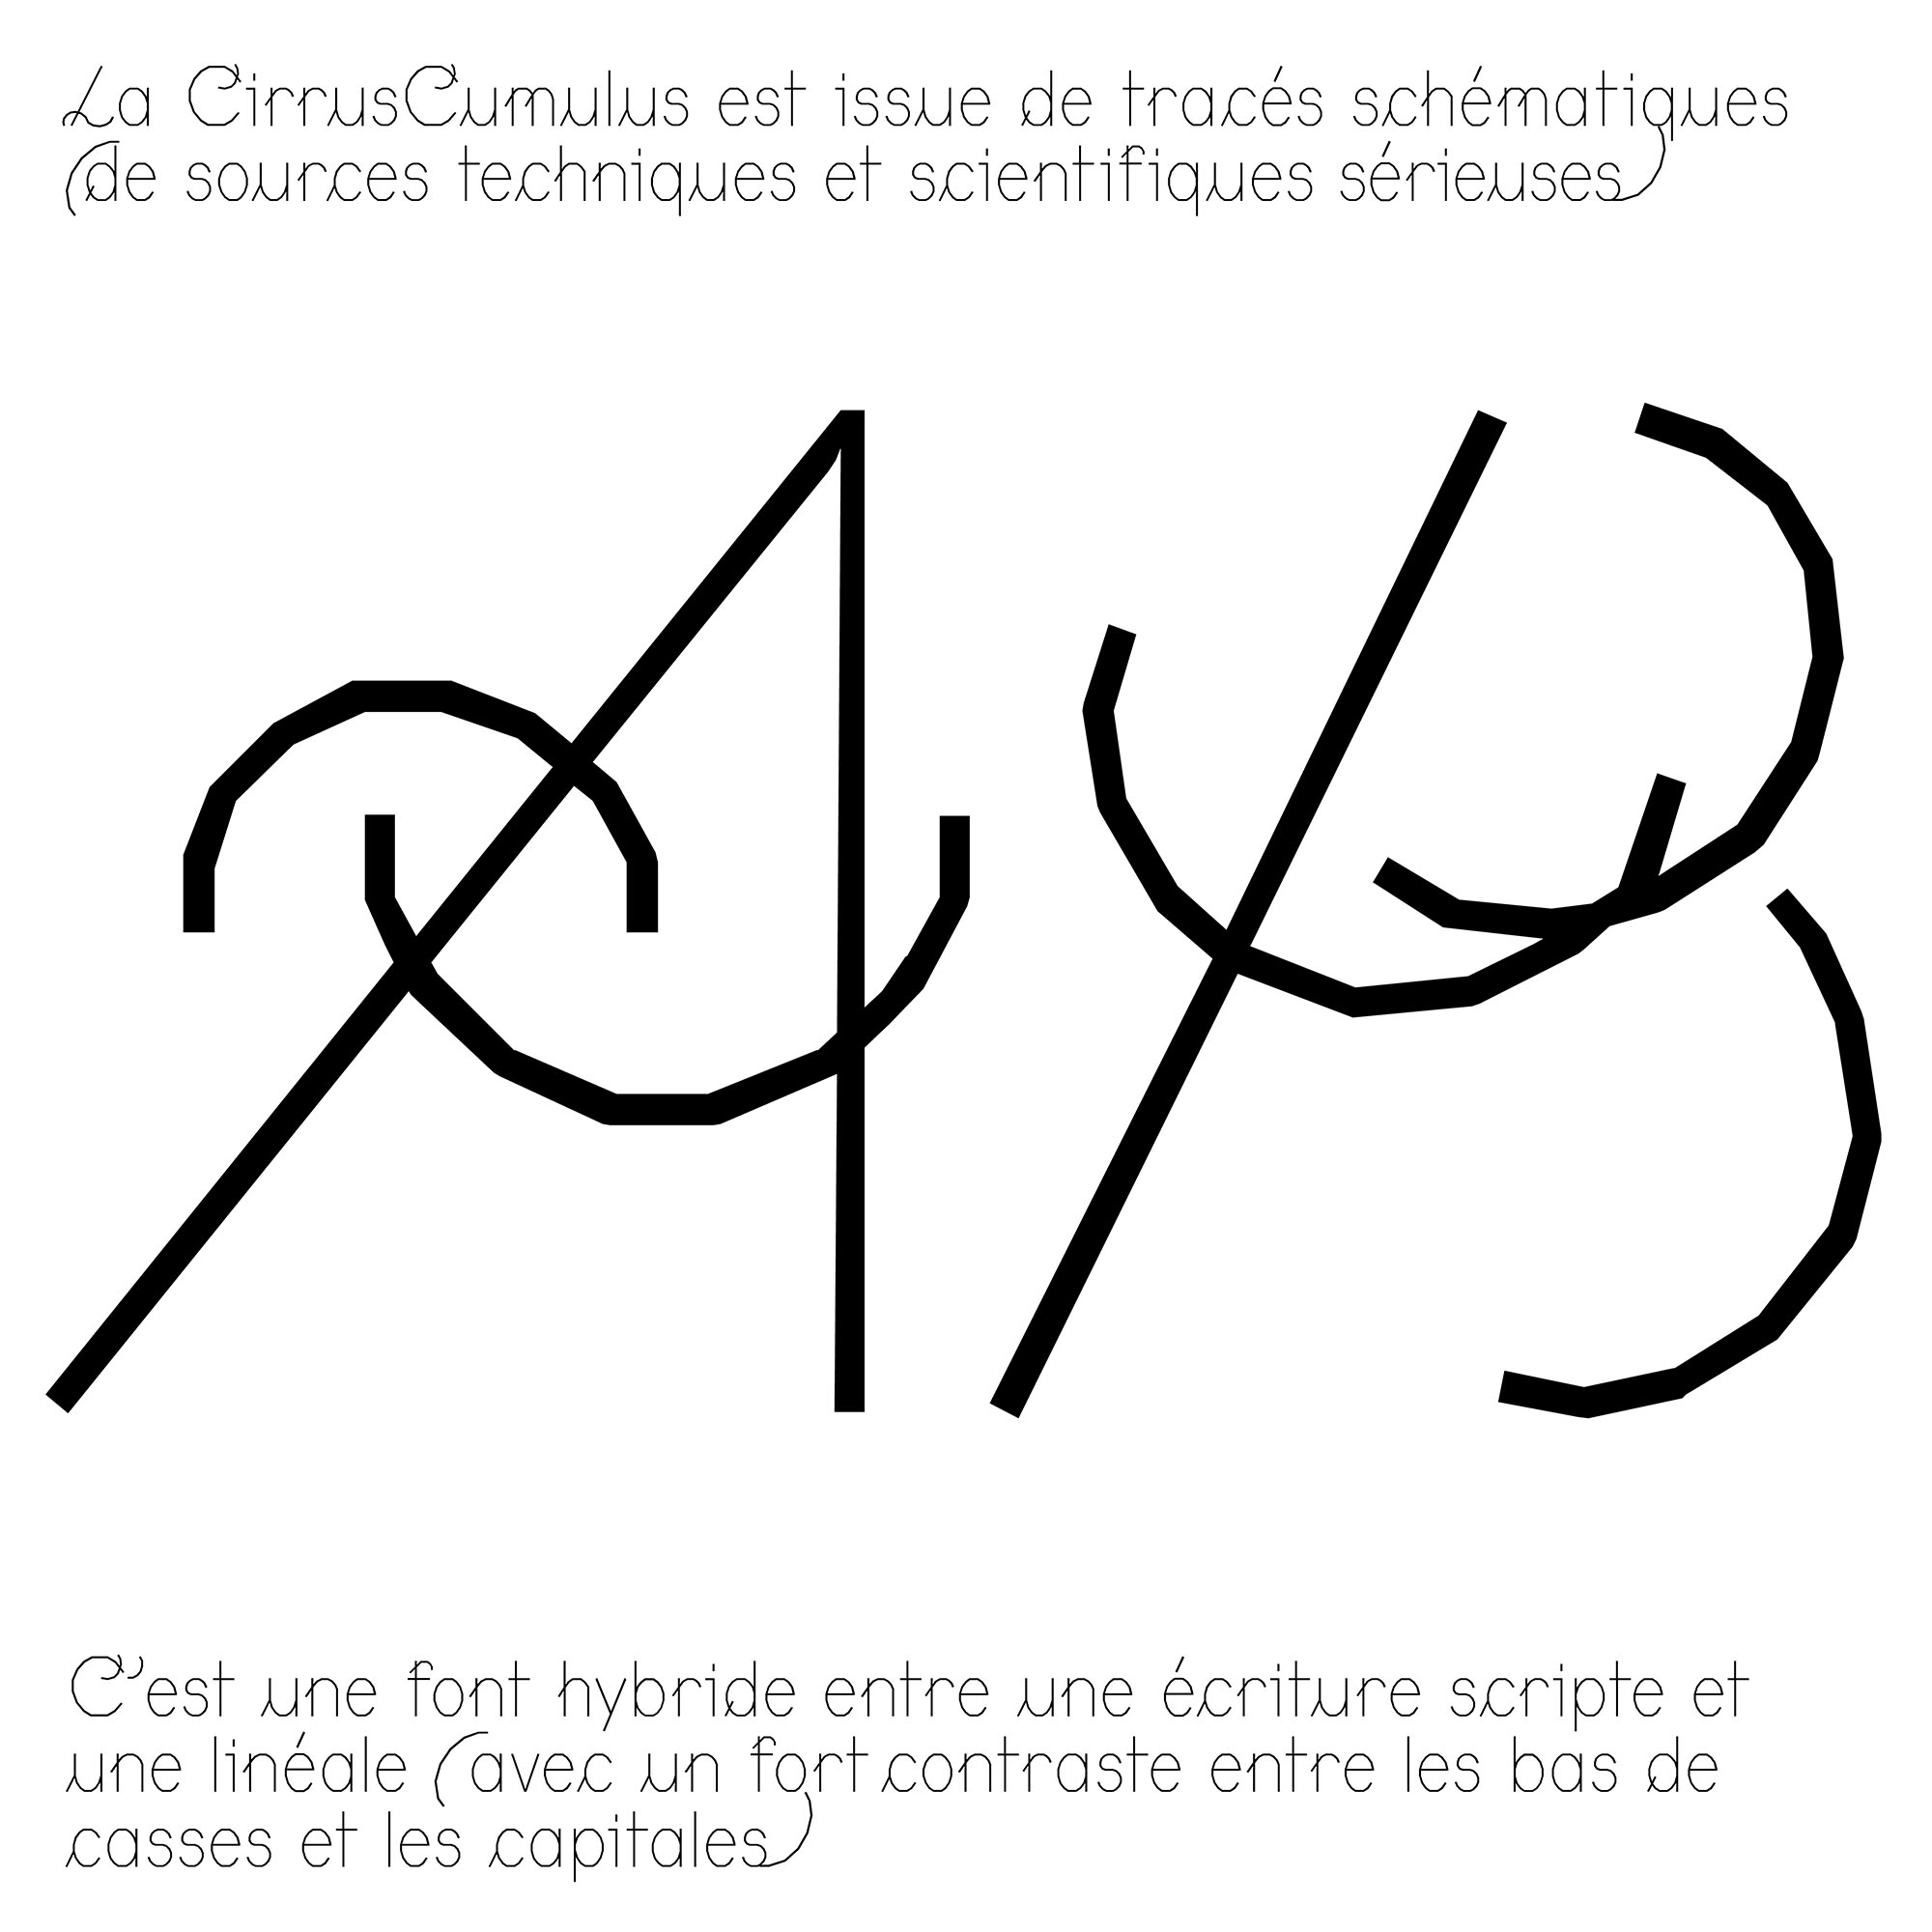 La CirrusCumulus est issue de tracés schématiques
(de sources techniques et scientifiques sérieuses)
AB
C'est une font hybride entre une écriture scripte et
une linéale (avec un fort contraste entre les bas de
casses et les capitales)